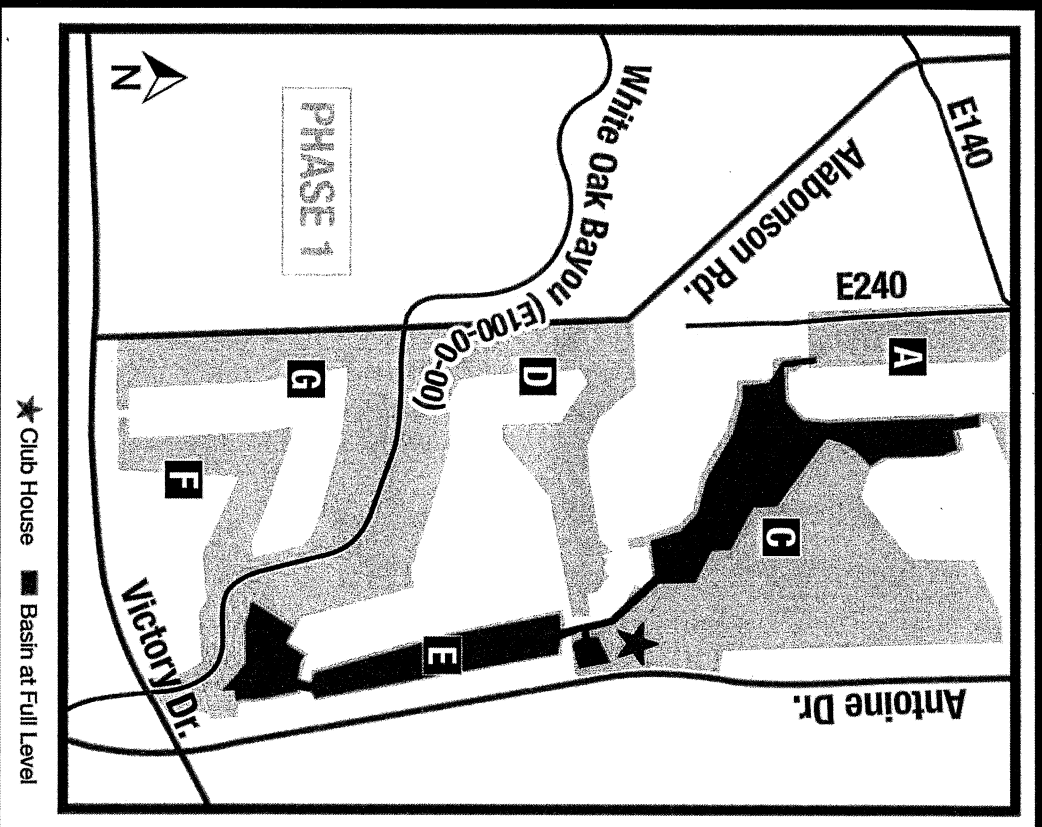 E140
Alabonson Rd.
White Oak Bayou (E100-00-00)
E240
PHASE 1
N
A
C
D
G
F
E
Antoine Dr.
Victory Dr.
Club House
Basin at Full Level